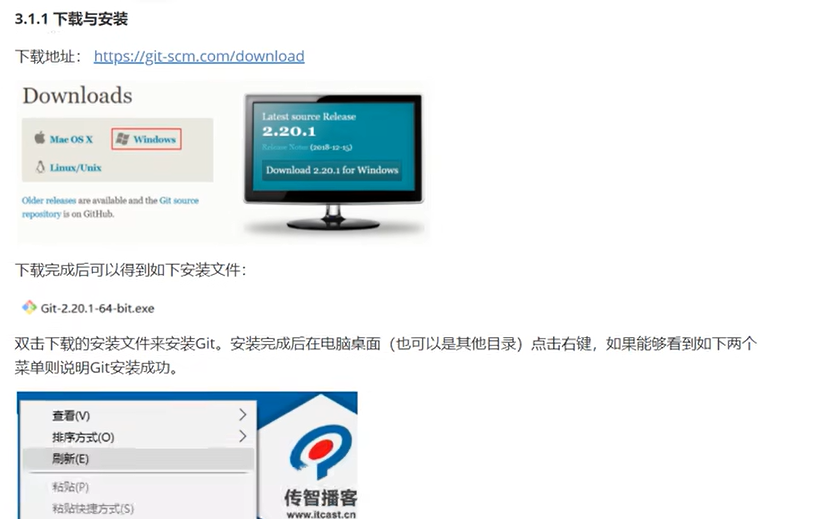 3.1.1 下载与安装
下载地址： https://git-scm.com/download
Downloads
Mac OS X
Windows
Linux/Unix
Older releases are available and the Git source
repository is on GitHub.
Latest source Release
2.20.1
Release Notes (2018-12-15)
Download 2.20.1 for Windows
下载完成后可以得到如下安装文件：
Git-2.20.1-64-bit.exe
双击下载的安装文件来安装Git。安装完成后在电脑桌面（也可以是其他目录）点击右键，如果能够看到如下两个
菜单则说明Git安装成功。
查看(V)
排序方式(O)
刷新(E)
粘贴(P)
粘贴快捷方式(S)
传智播客
www.itcast.cn